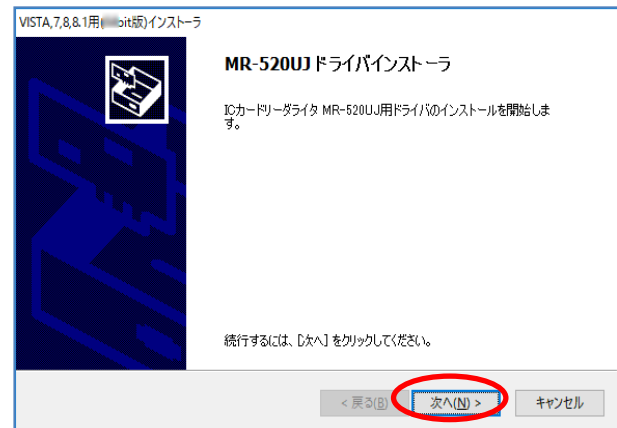 VISTA,7,8,8.1用( bit版)インストーラ
MR-520UJ ドライバインストーラ
ICカードリーダライタ MR-520UJ用ドライバのインストールを開始しま
す。
続行するには、[次へ] をクリックしてください。
< 戻る(B)
次へ(N) >
キャンセル